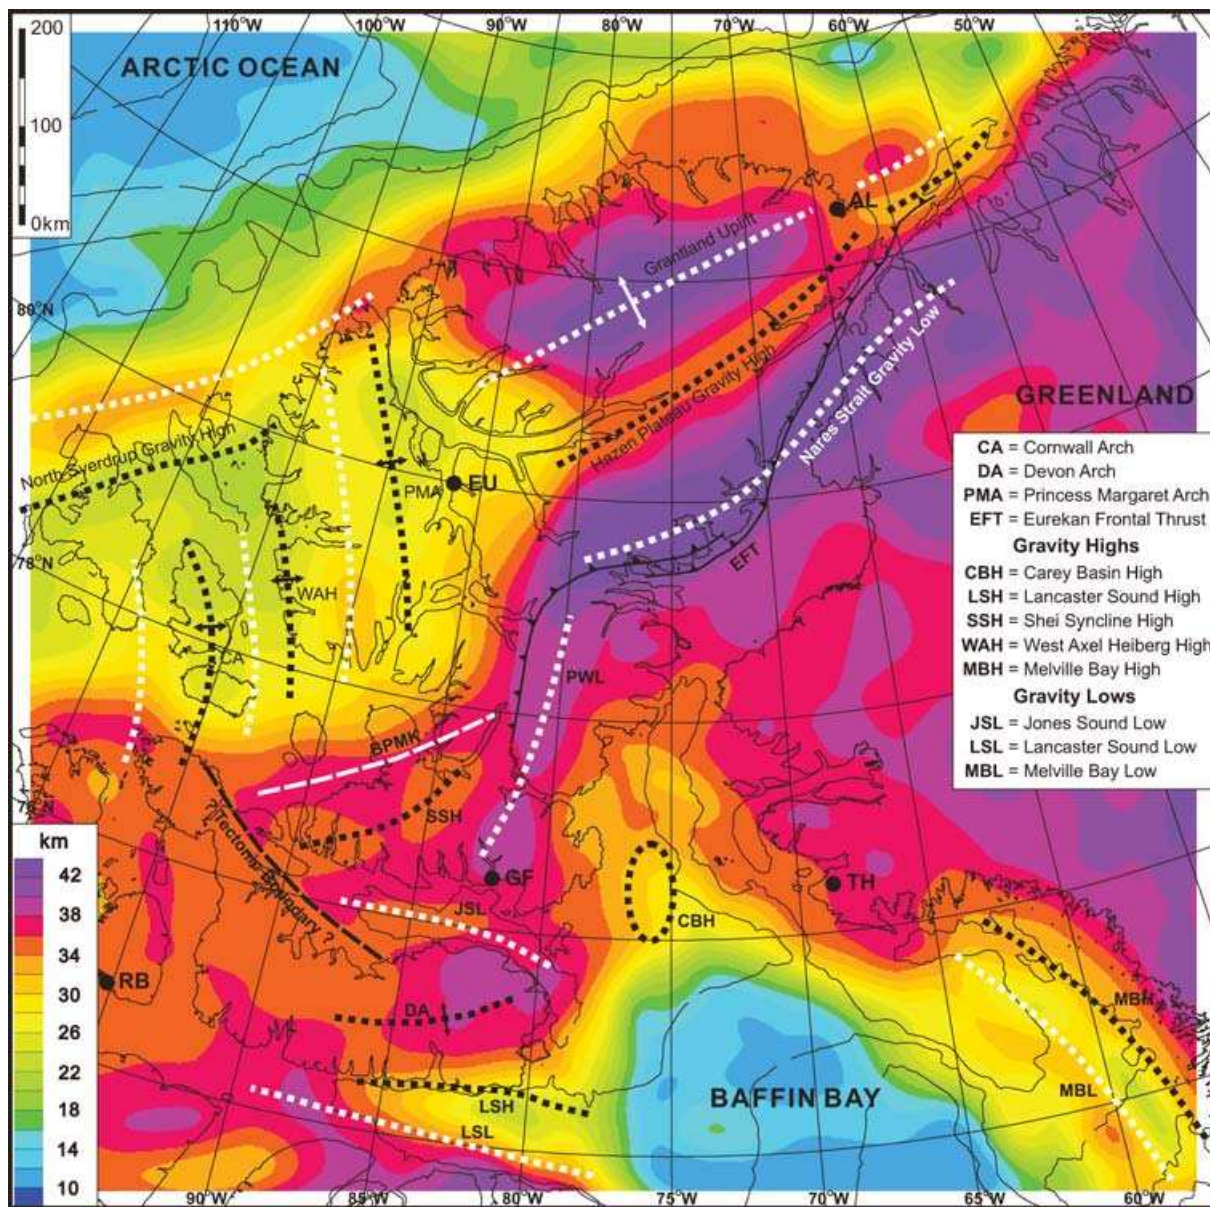 110°W
100°W
90°W
80°W
70°W
60°W
50°W
200
100
0km
ARCTIC OCEAN
AL
Grantland Uplift
80°N
Hazen Plateau Gravity High
Nares Strait Gravity Low
GREENLAND
North Sverdrup Gravity High
PMA
EU
78°N
WAH
EFT
CA
PWL
BPMK
SSH
76°N
Tectonic Boundary ?
GF
TH
JSL
CBH
RB
DA
MBH
LSH
LSL
BAFFIN BAY
MBL
CA = Cornwall Arch
DA = Devon Arch
PMA = Princess Margaret Arch
EFT = Eurekan Frontal Thrust
Gravity Highs
CBH = Carey Basin High
LSH = Lancaster Sound High
SSH = Shei Syncline High
WAH = West Axel Heiberg High
MBH = Melville Bay High
Gravity Lows
JSL = Jones Sound Low
LSL = Lancaster Sound Low
MBL = Melville Bay Low
km
42
38
34
30
26
22
18
14
10
90°W
85°W
80°W
75°W
70°W
65°W
60°W